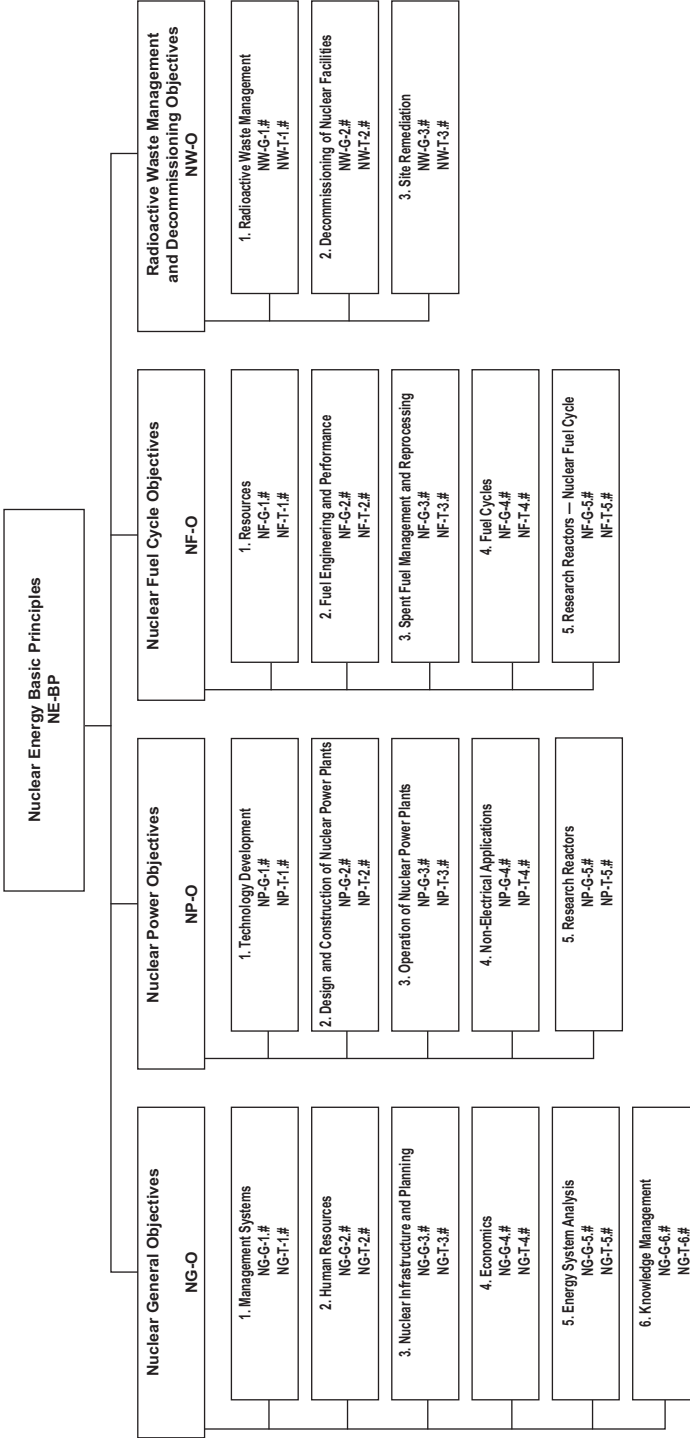 Nuclear Energy Basic Principles
NE-BP
Nuclear General Objectives
NG-O
1. Management Systems
NG-G-1.#
NG-T-1.#
2. Human Resources
NG-G-2.#
NG-T-2.#
3. Nuclear Infrastructure and Planning
NG-G-3.#
NG-T-3.#
4. Economics
NG-G-4.#
NG-T-4.#
5. Energy System Analysis
NG-G-5.#
NG-T-5.#
6. Knowledge Management
NG-G-6.#
NG-T-6.#
Nuclear Power Objectives
NP-O
1. Technology Development
NP-G-1.#
NP-T-1.#
2. Design and Construction of Nuclear Power Plants
NP-G-2.#
NP-T-2.#
3. Operation of Nuclear Power Plants
NP-G-3.#
NP-T-3.#
4. Non-Electrical Applications
NP-G-4.#
NP-T-4.#
5. Research Reactors
NP-G-5.#
NP-T-5.#
Nuclear Fuel Cycle Objectives
NF-O
1. Resources
NF-G-1.#
NF-T-1.#
2. Fuel Engineering and Performance
NF-G-2.#
NF-T-2.#
3. Spent Fuel Management and Reprocessing
NF-G-3.#
NF-T-3.#
4. Fuel Cycles
NF-G-4.#
NF-T-4.#
5. Research Reactors — Nuclear Fuel Cycle
NF-G-5.#
NF-T-5.#
Radioactive Waste Management
and Decommissioning Objectives
NW-O
1. Radioactive Waste Management
NW-G-1.#
NW-T-1.#
2. Decommissioning of Nuclear Facilities
NW-G-2.#
NW-T-2.#
3. Site Remediation
NW-G-3.#
NW-T-3.#